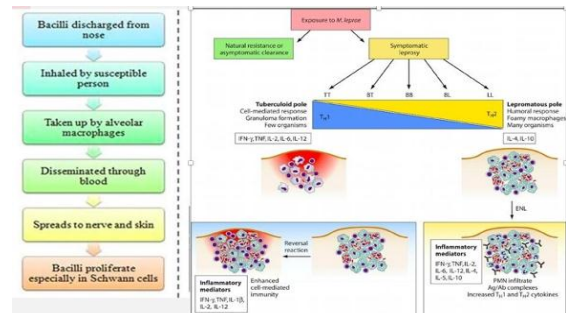 Bacilli discharged from
nose
Inhaled by susceptible
person
Taken up by alveolar
macrophages
Disseminated through
blood
Spreads to nerve and skin
Bacilli proliferate
especially in Schwann cells
Exposure to M. leprae
Natural resistance or
asymptomatic clearance
Symptomatic
leprosy
TT BT BB BL LL
Tuberculoid pole
Cell-mediated response
Granuloma formation
Few organisms
TH1
TH2
Lepromatous pole
Humoral response
Foamy macrophages
Many organisms
IFN-γ, TNF, IL-2, IL-6, IL-12
IL-4, IL-10
ENL
Reversal
reaction
Inflammatory
mediators
IFN-γ, TNF, IL-1β,
IL-2, IL-12
Enhanced
cell-mediated
immunity
Inflammatory
mediators
IFN-γ, TNF, IL-2,
IL-6, IL-12, IL-4,
IL-5, IL-10
PMN infiltrate
Ag/Ab complexes
Increased TH1 and TH2 cytokines